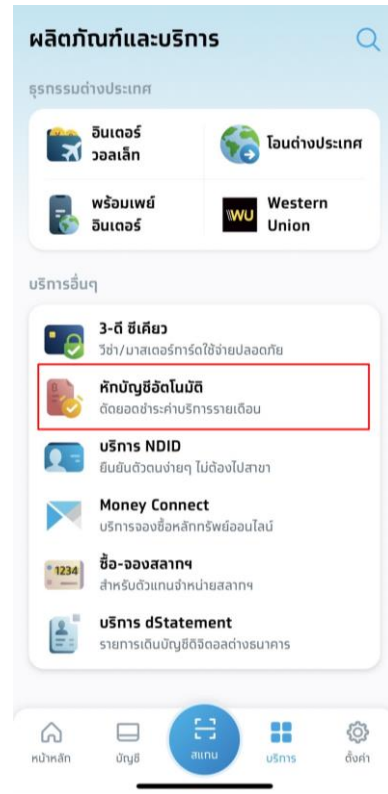 ผลิตภัณฑ์และบริการ
ธุรกรรมต่างประเทศ
อินเตอร์
วอลเล็ท
โอนต่างประเทศ
พร้อมเพย์
อินเตอร์
WU
Western
Union
บริการอื่นๆ
3-ดี ซีเคียว
วีซ่า/มาสเตอร์การ์ดใช้จ่ายปลอดภัย
หักบัญชีอัตโนมัติ
ตัดยอดชำระค่าบริการรายเดือน
บริการ NDID
ยืนยันตัวตนง่ายๆ ไม่ต้องไปสาขา
Money Connect
บริการจองซื้อหลักทรัพย์ออนไลน์
1234
ซื้อ-จองสลากฯ
สำหรับตัวแทนจำหน่ายสลากฯ
บริการ dStatement
รายการเดินบัญชีดิจิตอลต่างธนาคาร
หน้าหลัก
บัญชี
สแกน
บริการ
ตั้งค่า